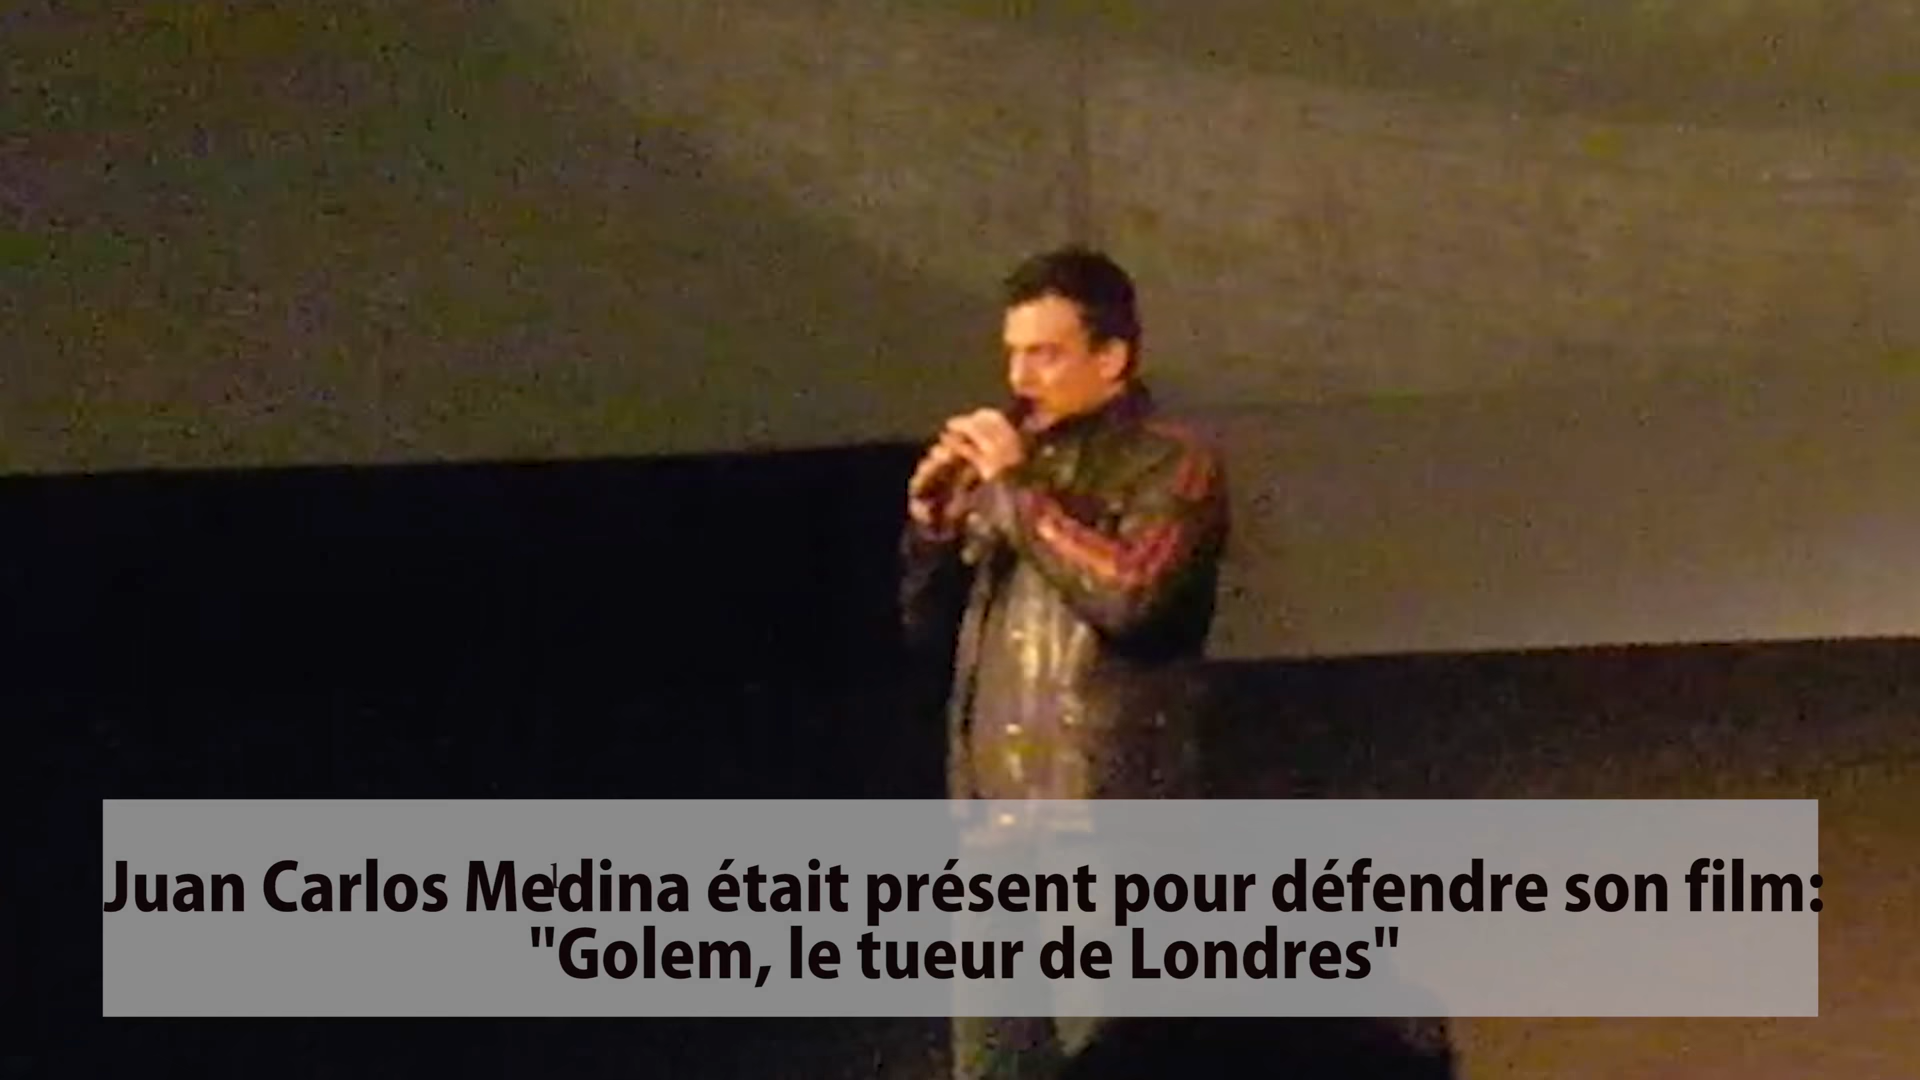 Juan Carlos Medina était présent pour défendre son film:
"Golem, le tueur de Londres"